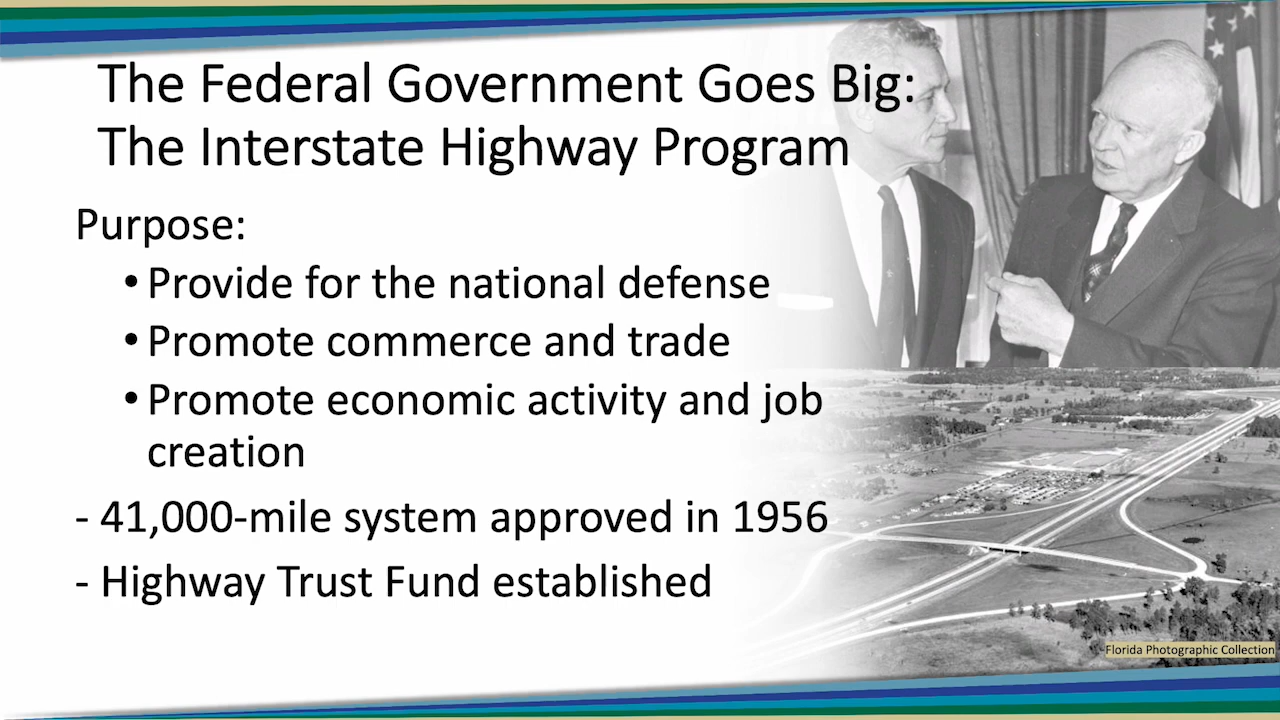 The Federal Government Goes Big:
The Interstate Highway Program
Purpose:
• Provide for the national defense
• Promote commerce and trade
• Promote economic activity and job
creation
- 41,000-mile system approved in 1956
- Highway Trust Fund established
Florida Photographic Collection